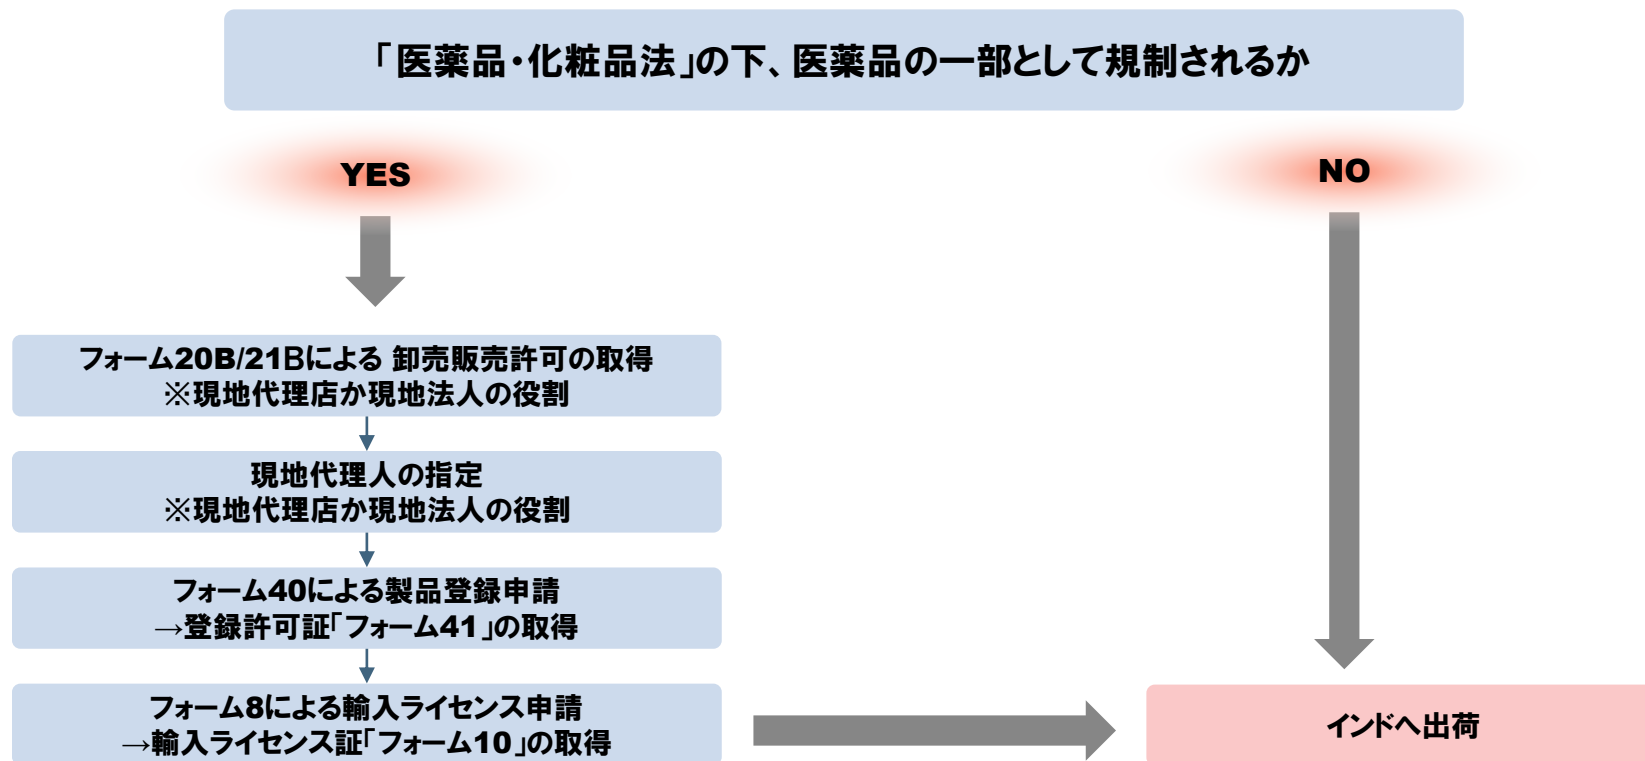 「医薬品・化粧品法」の下、医薬品の一部として規制されるか
YES
NO
フォーム20B/21Bによる 卸売販売許可の取得
※現地代理店か現地法人の役割
現地代理人の指定
※現地代理店か現地法人の役割
フォーム40による製品登録申請
→登録許可証「フォーム41」の取得
フォーム8による輸入ライセンス申請
→輸入ライセンス証「フォーム10」の取得
インドへ出荷